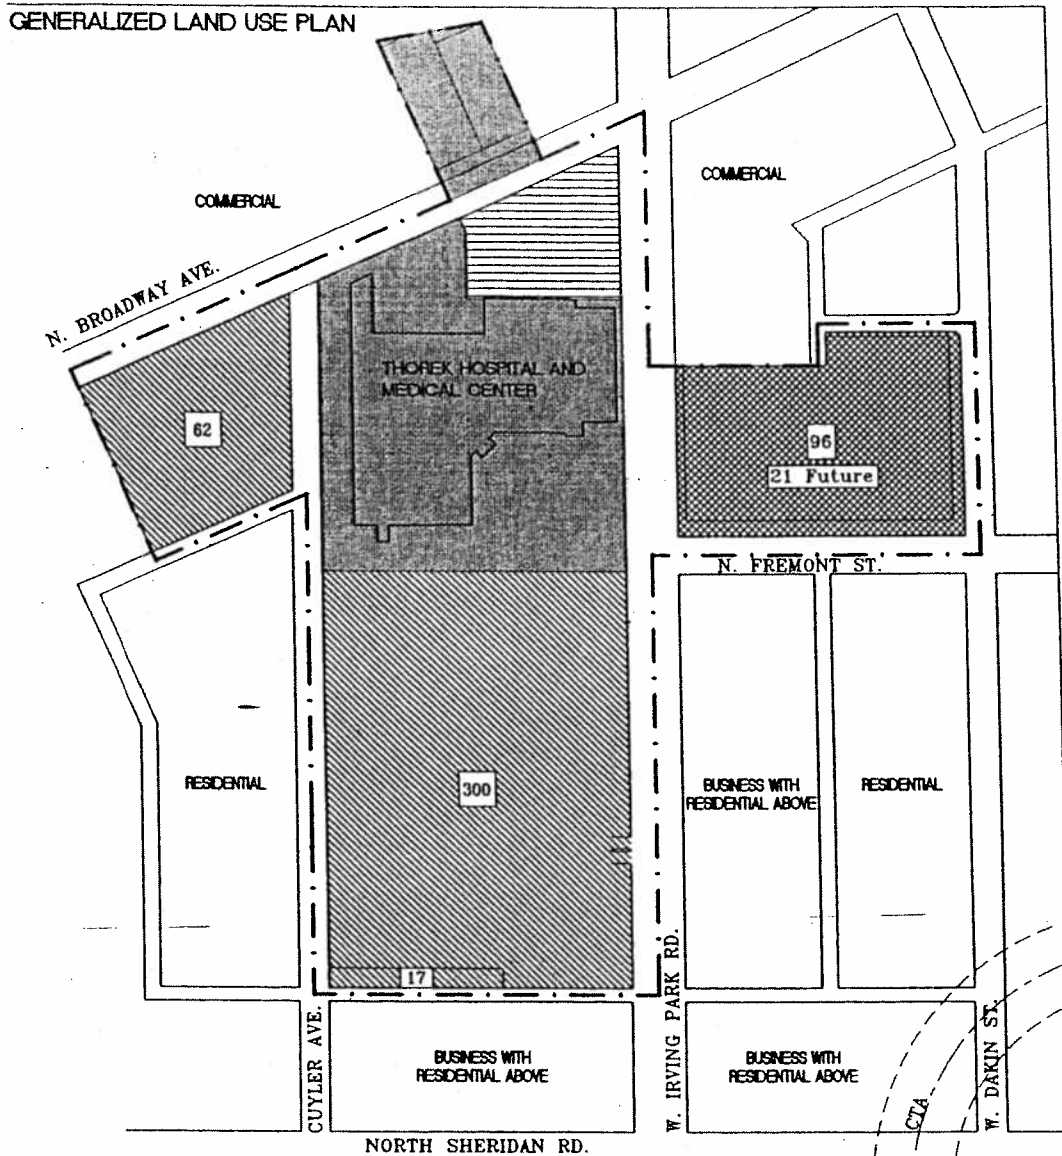 GENERALIZED LAND USE PLAN
COMMERCIAL
COMMERCIAL
N. BROADWAY AVE.
THOREK HOSPITAL AND
MEDICAL CENTER
62
96
21 Future
N. FREMONT ST.
RESIDENTIAL
300
BUSINESS WITH
RESIDENTIAL ABOVE
RESIDENTIAL
17
CUYLER AVE.
W. IRVING PARK RD.
W. DAKIN ST.
BUSINESS WITH
RESIDENTIAL ABOVE
BUSINESS WITH
RESIDENTIAL ABOVE
CTA
NORTH SHERIDAN RD.